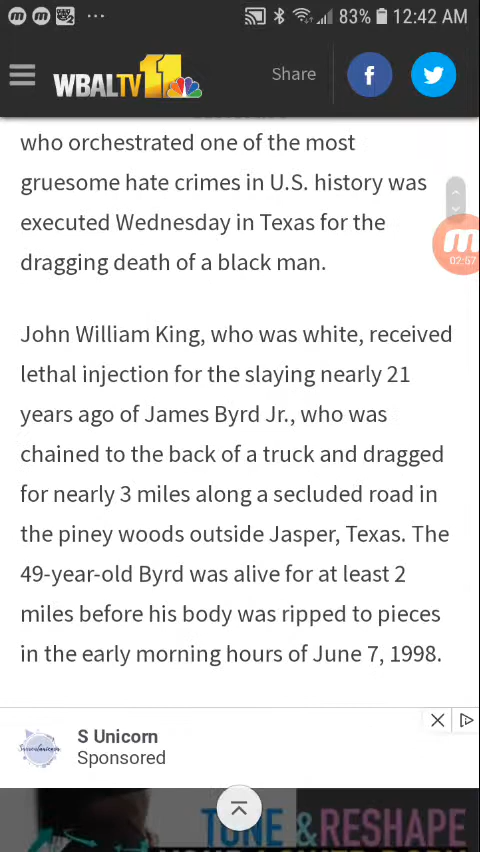 83% 12:42 AM
WBALTV 11
Share
who orchestrated one of the most
gruesome hate crimes in U.S. history was
executed Wednesday in Texas for the
dragging death of a black man.
02:57
John William King, who was white, received
lethal injection for the slaying nearly 21
years ago of James Byrd Jr., who was
chained to the back of a truck and dragged
for nearly 3 miles along a secluded road in
the piney woods outside Jasper, Texas. The
49-year-old Byrd was alive for at least 2
miles before his body was ripped to pieces
in the early morning hours of June 7, 1998.
S Unicorn
Sponsored
TONE & RESHAPE